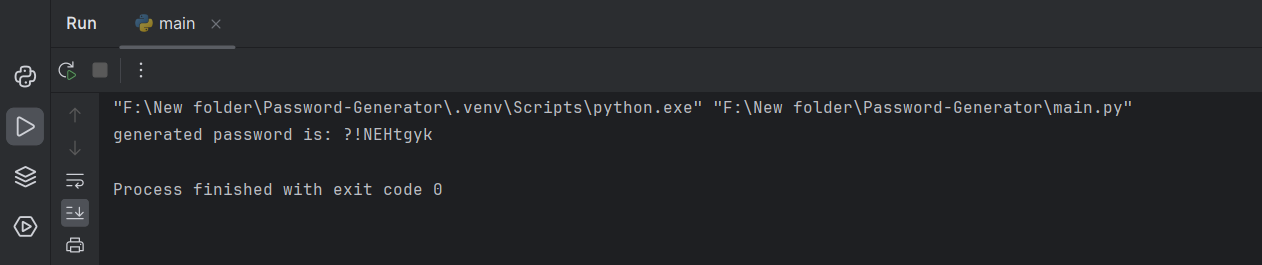 Run main
"F:\New folder\Password-Generator\.venv\Scripts\python.exe" "F:\New folder\Password-Generator\main.py"
generated password is: ?!NEHtgyk
Process finished with exit code 0